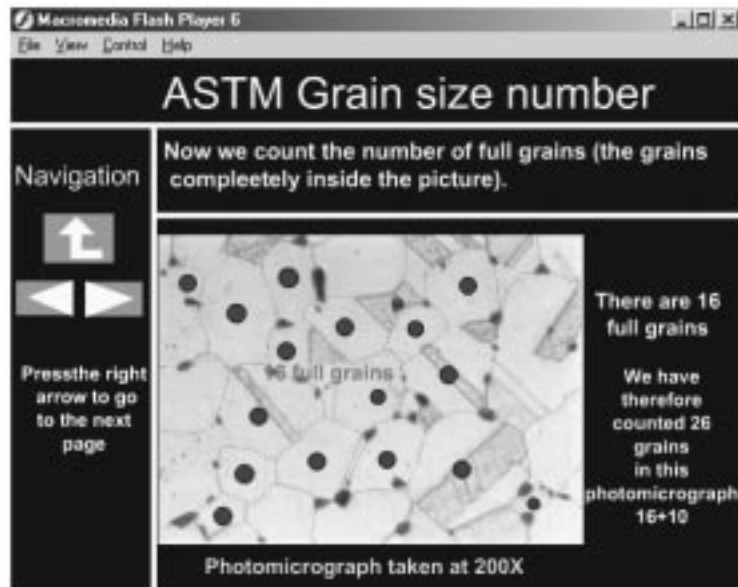 Macromedia Flash Player 6
File View Control Help
ASTM Grain size number
Navigation
Pressthe right
arrow to go
to the next
page
Now we count the number of full grains (the grains
compleetely inside the picture).
16 full grains
There are 16
full grains
We have
therefore
counted 26
grains
in this
photomicrograph
16+10
Photomicrograph taken at 200X